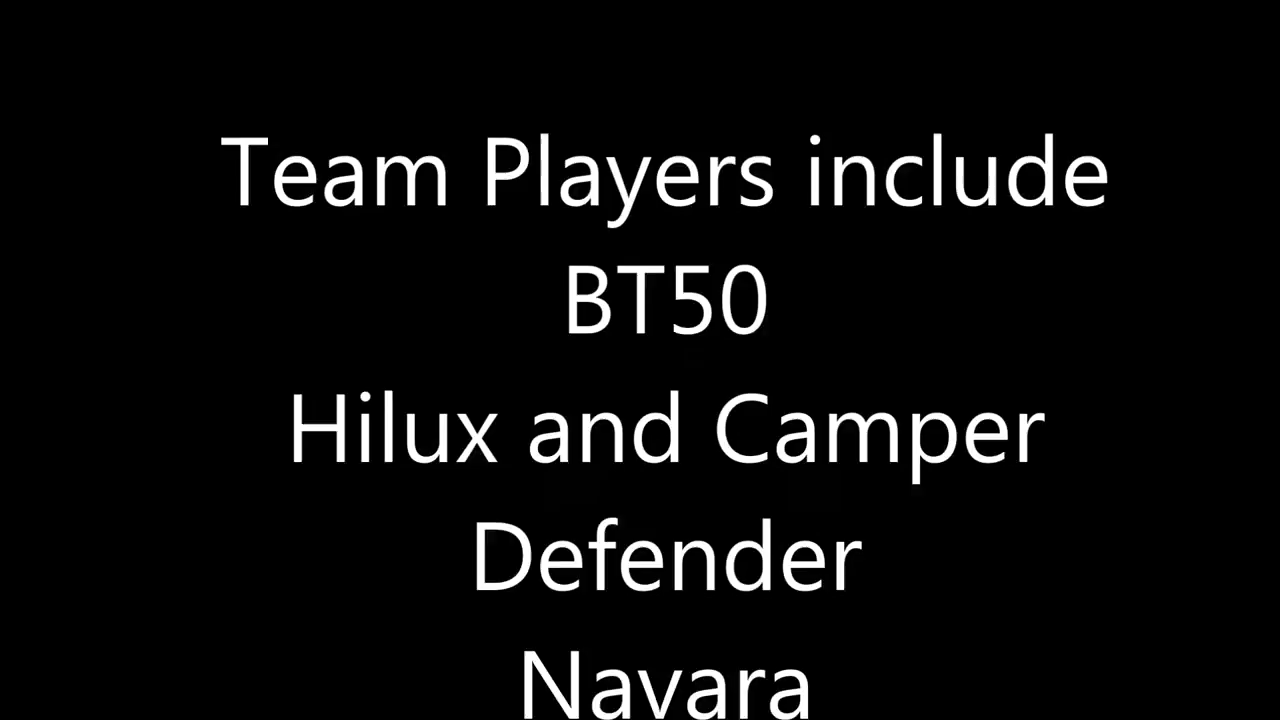 Team Players include
BT50
Hilux and Camper
Defender
Navara